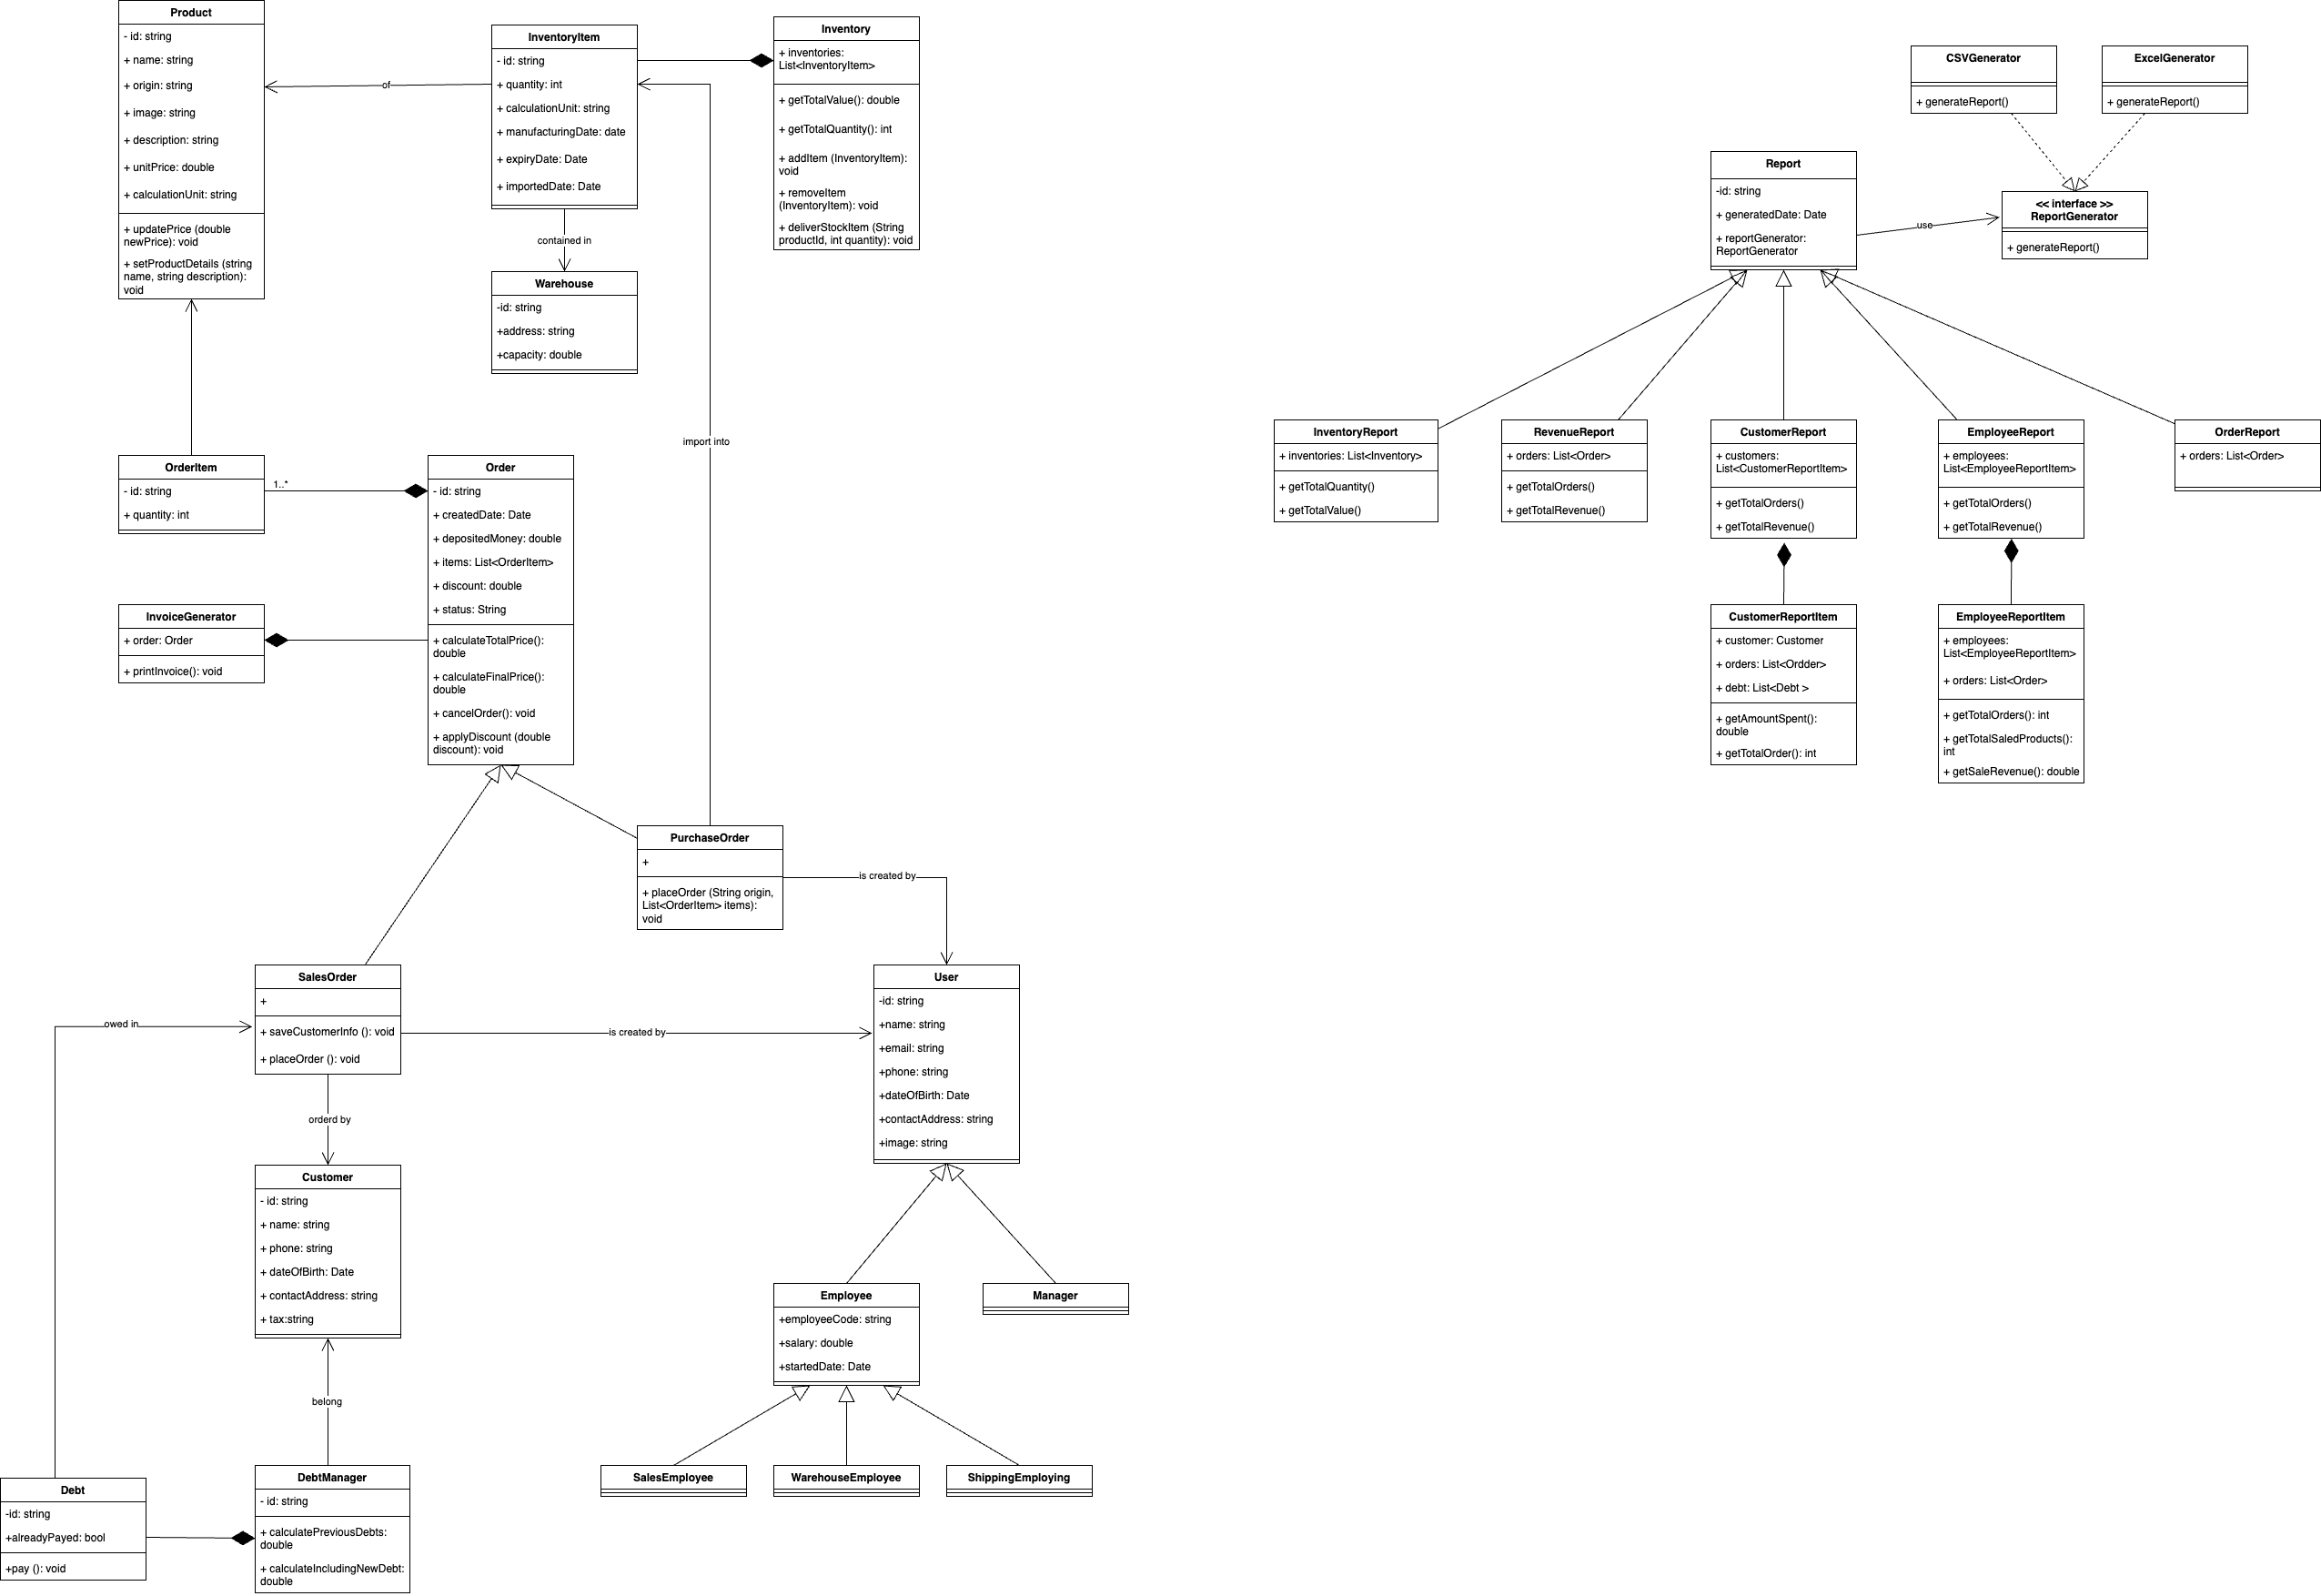 Product
- id: string
+ name: string
+ origin: string
+ image: string
+ description: string
+ unitPrice: double
+ calculationUnit: string
+ updatePrice (double
newPrice): void
+ setProductDetails (string
name, string description):
void
of
InventoryItem
- id: string
+ quantity: int
+ calculationUnit: string
+ manufacturingDate: date
+ expiryDate: Date
+ importedDate: Date
contained in
Warehouse
-id: string
+address: string
+capacity: double
Inventory
+ inventories:
List<InventoryItem>
+ getTotalValue(): double
+ getTotalQuantity(): int
+ addItem (InventoryItem):
void
+ removeItem
(InventoryItem): void
+ deliverStockItem (String
productId, int quantity): void
import into
OrderItem
- id: string
+ quantity: int
1..*
Order
- id: string
+ createdDate: Date
+ depositedMoney: double
+ items: List<OrderItem>
+ discount: double
+ status: String
+ calculateTotalPrice():
double
+ calculateFinalPrice():
double
+ cancelOrder(): void
+ applyDiscount (double
discount): void
InvoiceGenerator
+ order: Order
+ printInvoice(): void
PurchaseOrder
+
+ placeOrder (String origin,
List<OrderItem> items):
void
is created by
SalesOrder
+
+ saveCustomerInfo (): void
+ placeOrder (): void
owed in
is created by
orderd by
User
-id: string
+name: string
+email: string
+phone: string
+dateOfBirth: Date
+contactAddress: string
+image: string
Customer
- id: string
+ name: string
+ phone: string
+ dateOfBirth: Date
+ contactAddress: string
+ tax:string
belong
Employee
+employeeCode: string
+salary: double
+startedDate: Date
Manager
SalesEmployee
WarehouseEmployee
ShippingEmploying
Debt
-id: string
+alreadyPayed: bool
+pay (): void
DebtManager
- id: string
+ calculatePreviousDebts:
double
+ calculateIncludingNewDebt:
double
CSVGenerator
+ generateReport()
ExcelGenerator
+ generateReport()
Report
-id: string
+ generatedDate: Date
+ reportGenerator:
ReportGenerator
use
<< interface >>
ReportGenerator
+ generateReport()
InventoryReport
+ inventories: List<Inventory>
+ getTotalQuantity()
+ getTotalValue()
RevenueReport
+ orders: List<Order>
+ getTotalOrders()
+ getTotalRevenue()
CustomerReport
+ customers:
List<CustomerReportItem>
+ getTotalOrders()
+ getTotalRevenue()
EmployeeReport
+ employees:
List<EmployeeReportItem>
+ getTotalOrders()
+ getTotalRevenue()
OrderReport
+ orders: List<Order>
CustomerReportItem
+ customer: Customer
+ orders: List<Ordder>
+ debt: List<Debt >
+ getAmountSpent():
double
+ getTotalOrder(): int
EmployeeReportItem
+ employees:
List<EmployeeReportItem>
+ orders: List<Order>
+ getTotalOrders(): int
+ getTotalSaledProducts():
int
+ getSaleRevenue(): double